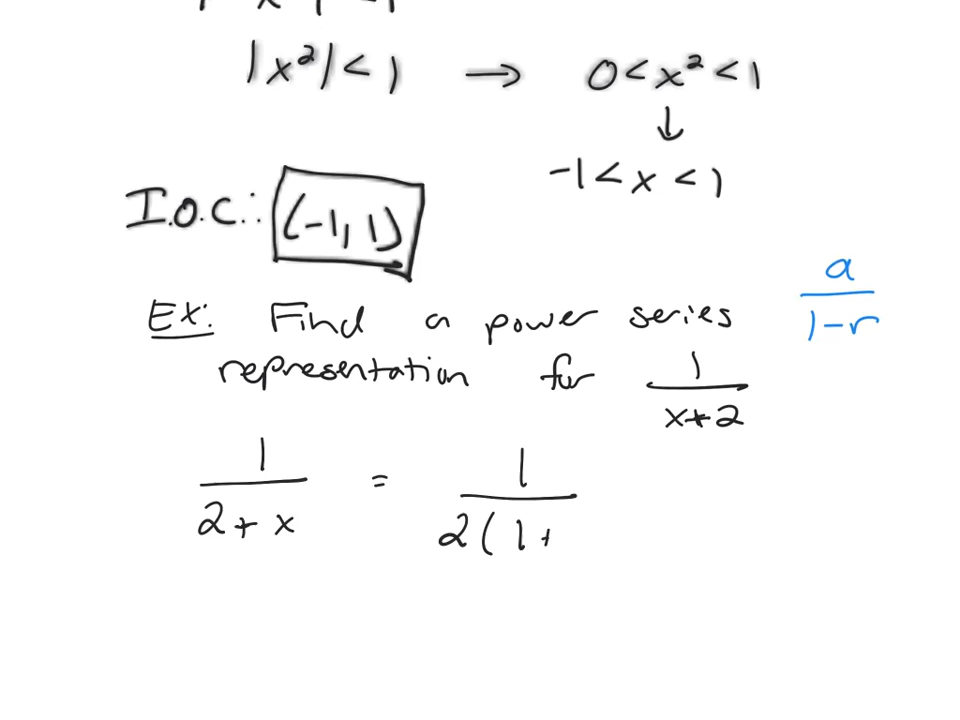 |x²| < 1 → 0 < x² < 1
↓
-1 < x < 1
I.O.C.: (-1, 1)
a
1-r
Ex: Find a power series
representation for 1/(x+2)
1/(2+x) = 1/(2(1+